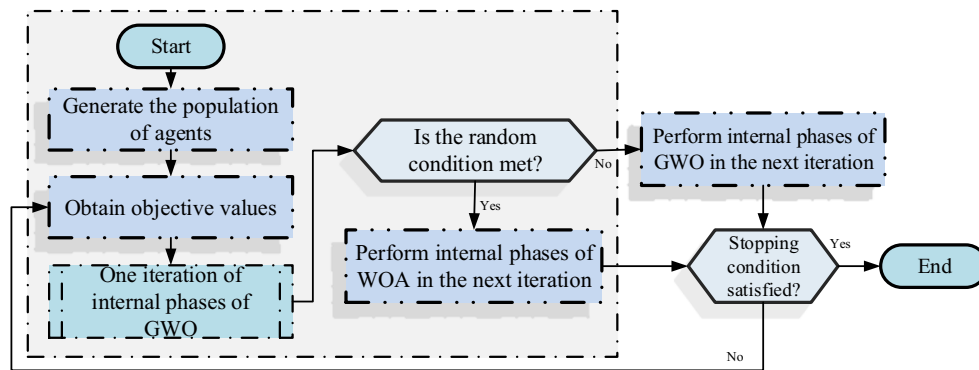 Start
Generate the population
of agents
Obtain objective values
One iteration of
internal phases of
GWO
Is the random
condition met?
No
Yes
Perform internal phases of
WOA in the next iteration
Perform internal phases of
GWO in the next iteration
Stopping
condition
satisfied?
Yes
End
No